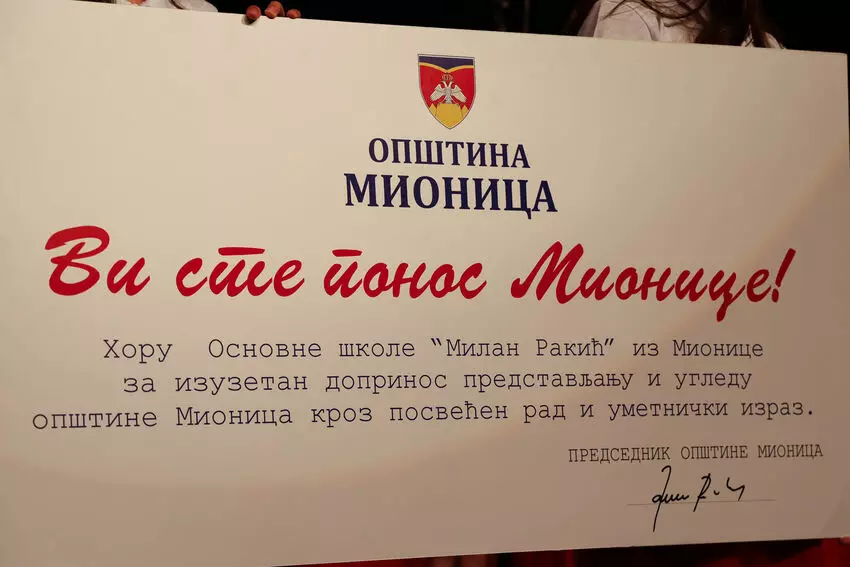 ОПШТИНА
МИОНИЦА
Ви сте понос Мионице!
Хору Основне школе “Милан Ракић” из Мионице
за изузетан допринос представљању и угледу
општине Мионица кроз посвећен рад и уметнички израз.
ПРЕДСЕДНИК ОПШТИНЕ МИОНИЦА